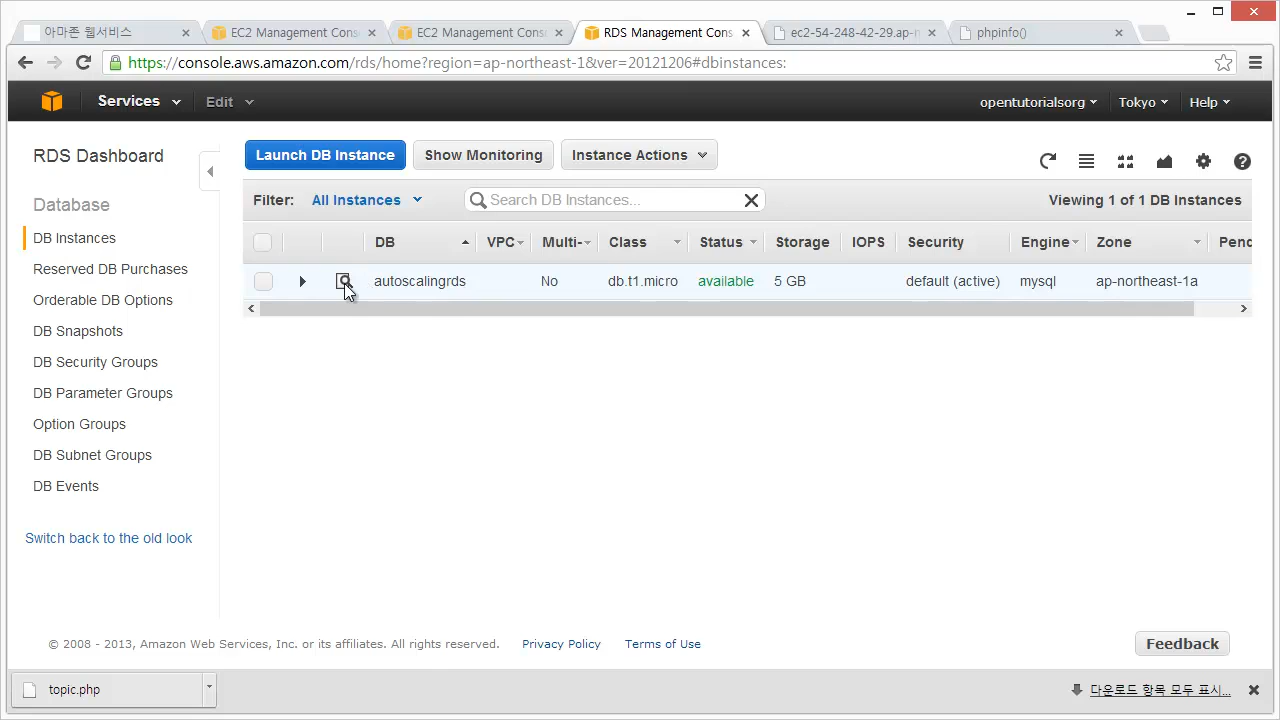 아마존 웹서비스
EC2 Management Cons
EC2 Management Cons
RDS Management Cons
ec2-54-248-42-29.ap-n
phpinfo()
https://console.aws.amazon.com/rds/home?region=ap-northeast-1&ver=20121206#dbinstances:
Services
Edit
opentutorialsorg
Tokyo
Help
RDS Dashboard
Launch DB Instance
Show Monitoring
Instance Actions
Database
Filter: All Instances
Search DB Instances...
Viewing 1 of 1 DB Instances
DB Instances
Reserved DB Purchases
Orderable DB Options
DB Snapshots
DB Security Groups
DB Parameter Groups
Option Groups
DB Subnet Groups
DB Events
Switch back to the old look
DB VPC Multi- Class Status Storage IOPS Security Engine Zone Penc
autoscalingrds No db.t1.micro available 5 GB default (active) mysql ap-northeast-1a
© 2008 - 2013, Amazon Web Services, Inc. or its affiliates. All rights reserved.
Privacy Policy
Terms of Use
Feedback
topic.php
다운로드 항목 모두 표시...